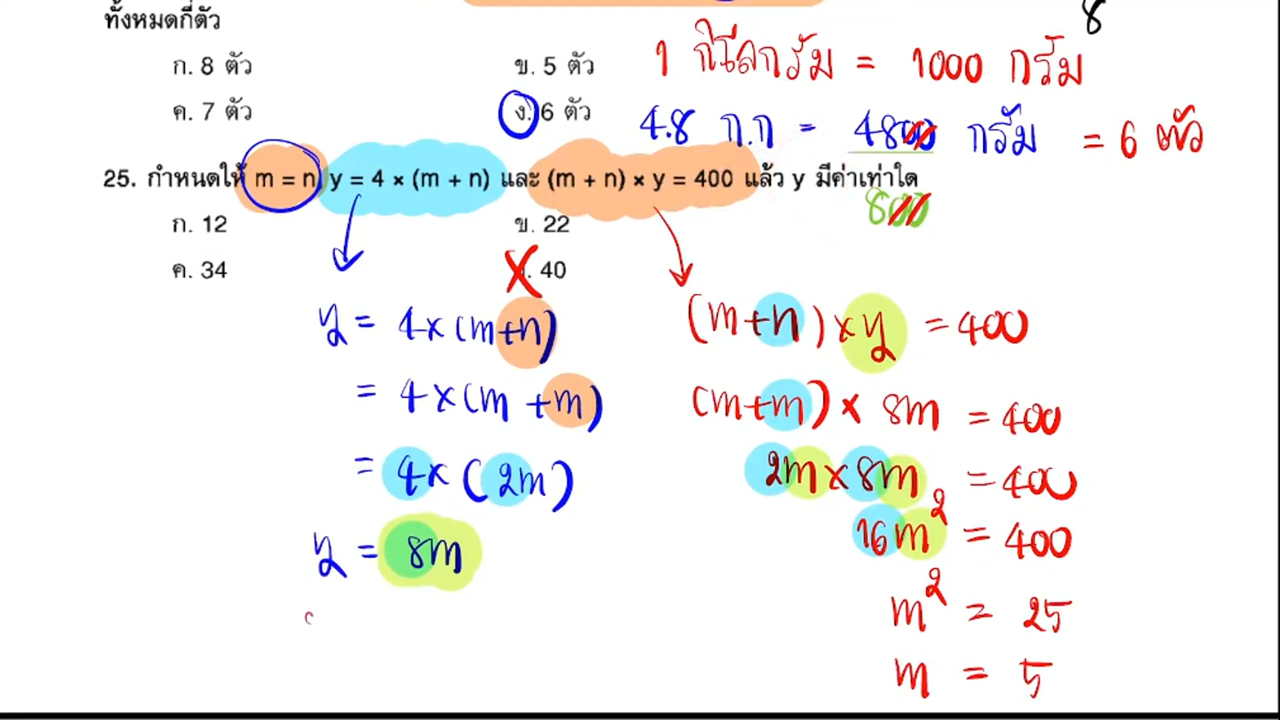 ทั้งหมดกี่ตัว
8
ก. 8 ตัว ข. 5 ตัว
1 กิโลกรัม = 1000 กรัม
ค. 7 ตัว ง. 6 ตัว
4.8 ก.ก = 4800 กรัม = 6 ตัว
800
25. กำหนดให้ m = n y = 4 × (m + n) และ (m + n) × y = 400 แล้ว y มีค่าเท่าใด
ก. 12 ข. 22
ค. 34 . 40
y = 4×(m+n)
= 4×(m+m)
= 4×(2m)
y = 8m
(m+n)×y = 400
(m+m)× 8m = 400
2m×8m = 400
16m² = 400
m² = 25
m = 5